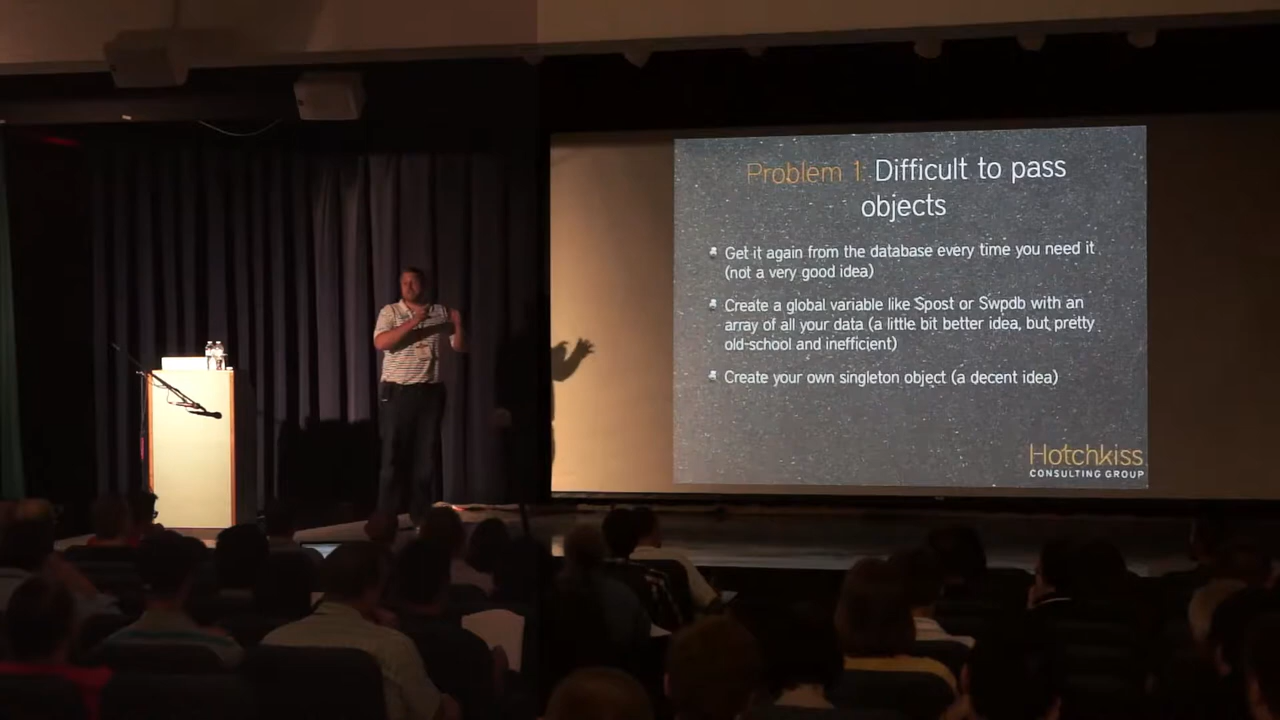 Problem 1: Difficult to pass
objects
Get it again from the database every time you need it
(not a very good idea)
Create a global variable like $post or $wpdb with an
array of all your data (a little bit better idea, but pretty
old-school and inefficient)
Create your own singleton object (a decent idea)
Hotchkiss
CONSULTING GROUP